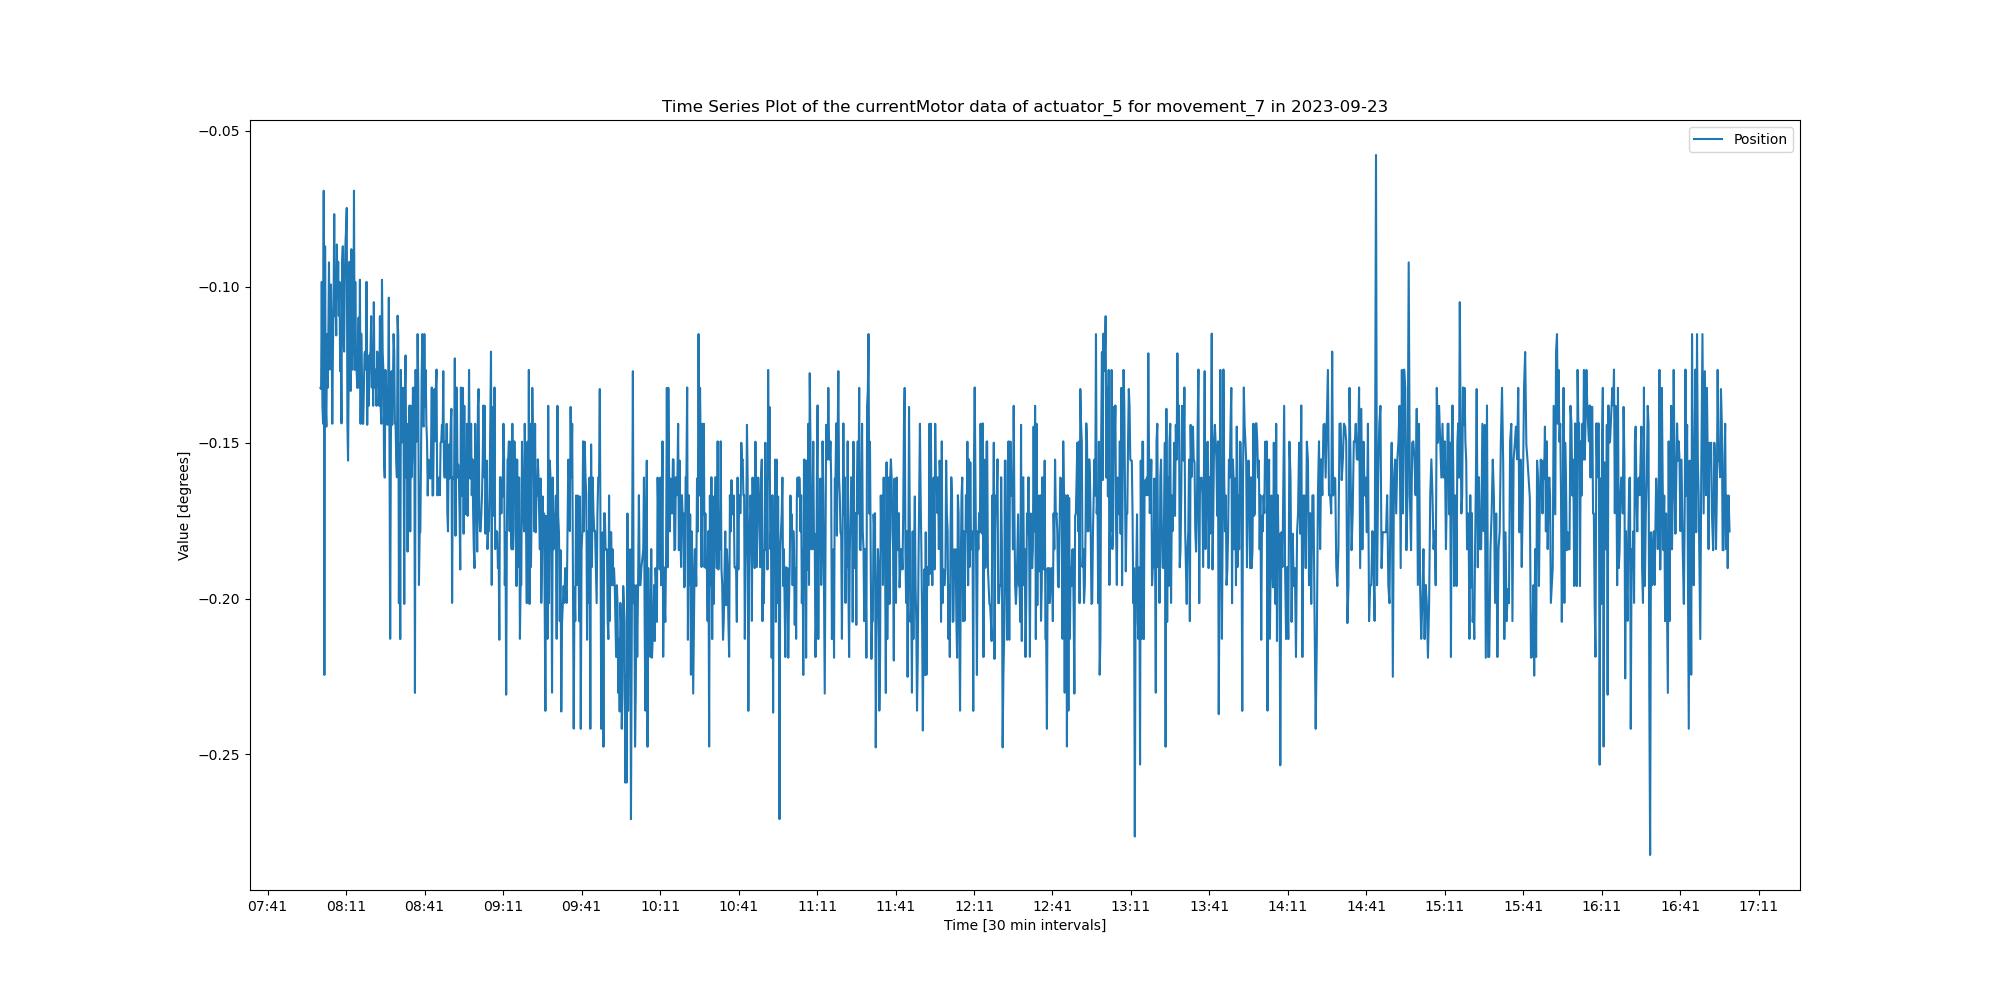 Time Series Plot of the currentMotor data of actuator_5 for movement_7 in 2023-09-23
Position
−0.05
−0.10
−0.15
−0.20
−0.25
Value [degrees]
07:41 08:11 08:41 09:11 09:41 10:11 10:41 11:11 11:41 12:11 12:41 13:11 13:41 14:11 14:41 15:11 15:41 16:11 16:41 17:11
Time [30 min intervals]